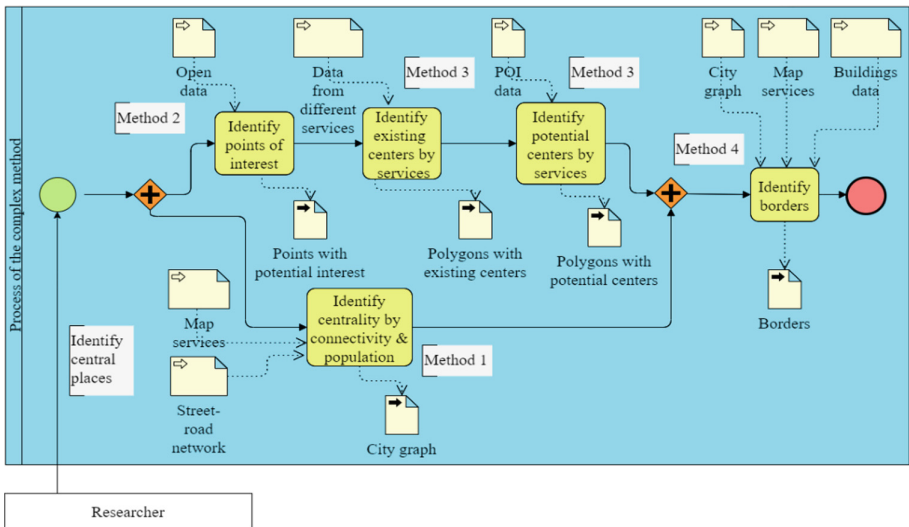 Process of the complex method
Open
data
Data
from
different
services
Method 3
POI
data
Method 3
City
graph
Map
services
Buildings
data
Method 2
Identify
points of
interest
Identify
existing
centers by
services
Identify
potential
centers by
services
Method 4
Identify
borders
Points with
potential interest
Polygons with
existing centers
Polygons with
potential centers
Borders
Identify
central
places
Map
services
Street-
road
network
Identify
centrality by
connectivity &
population
Method 1
City graph
Researcher